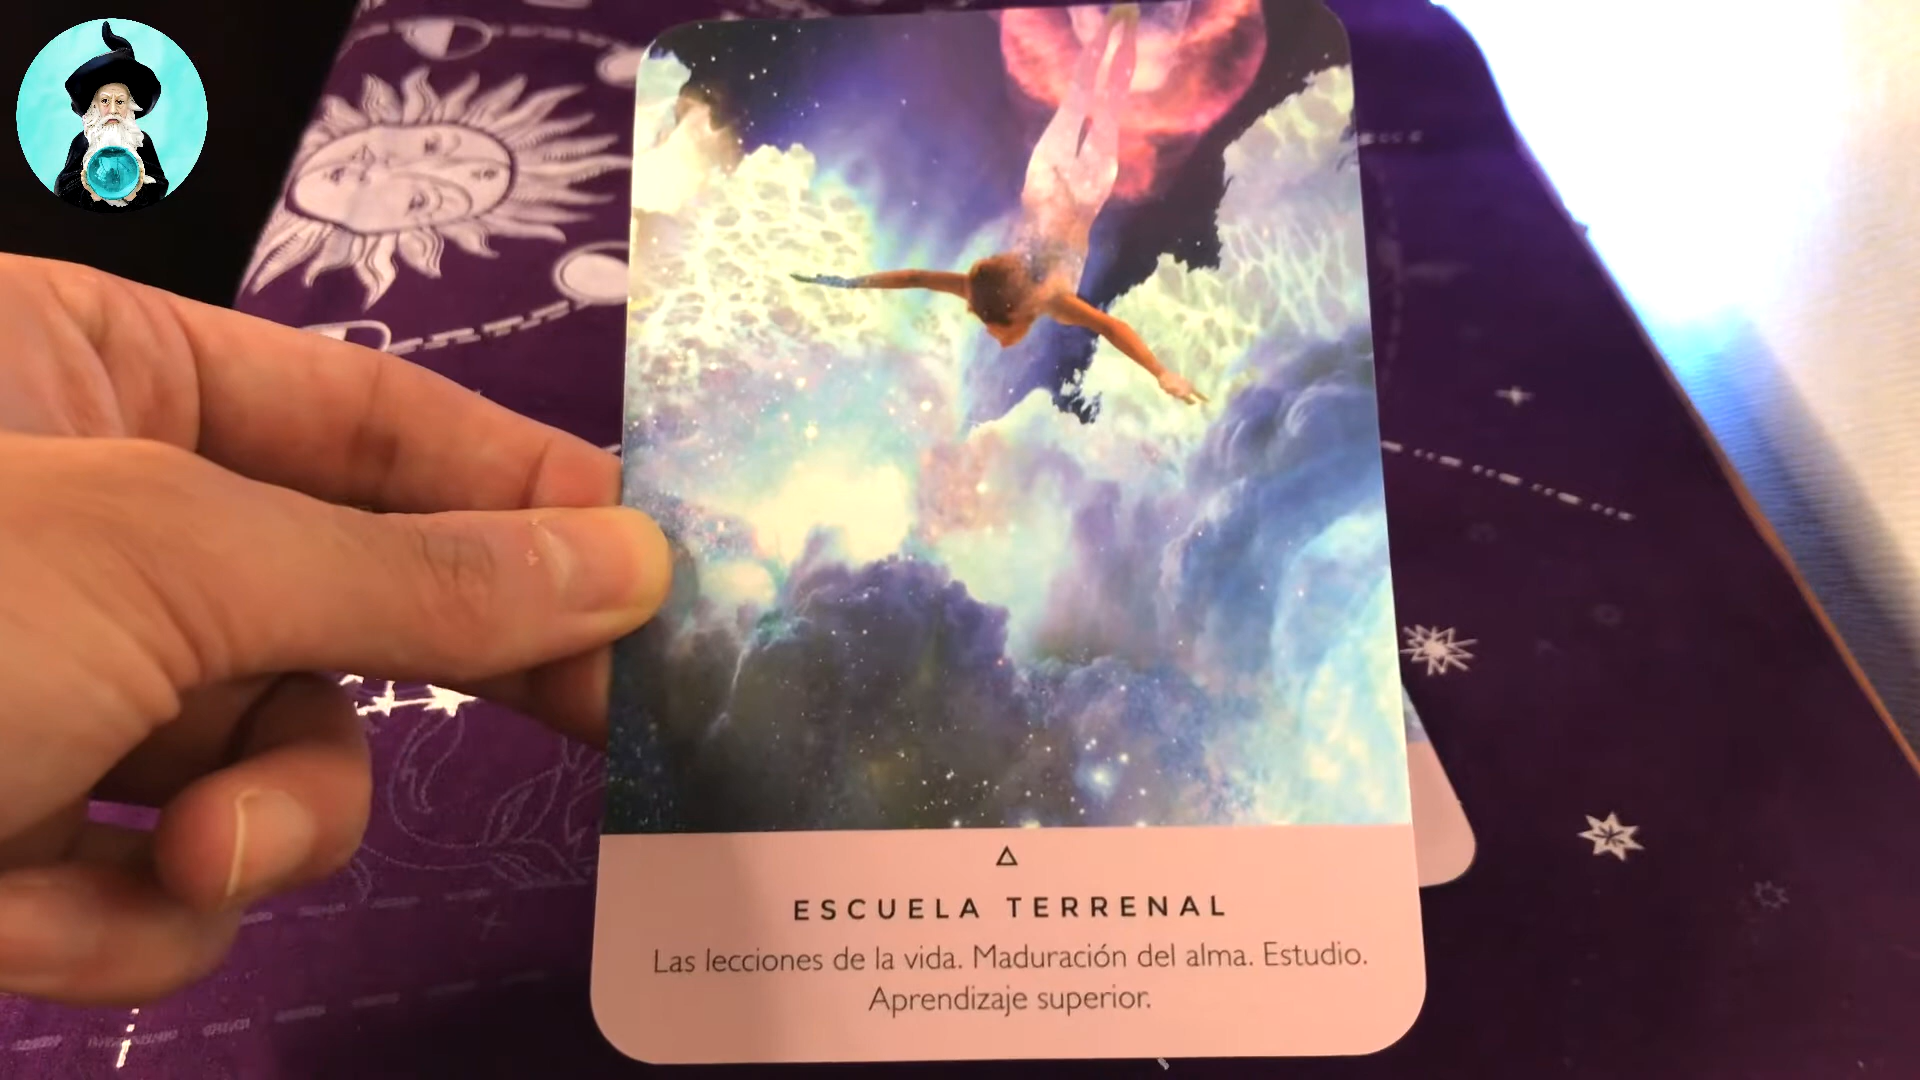 ESCUELA TERRENAL
Las lecciones de la vida. Maduración del alma. Estudio.
Aprendizaje superior.